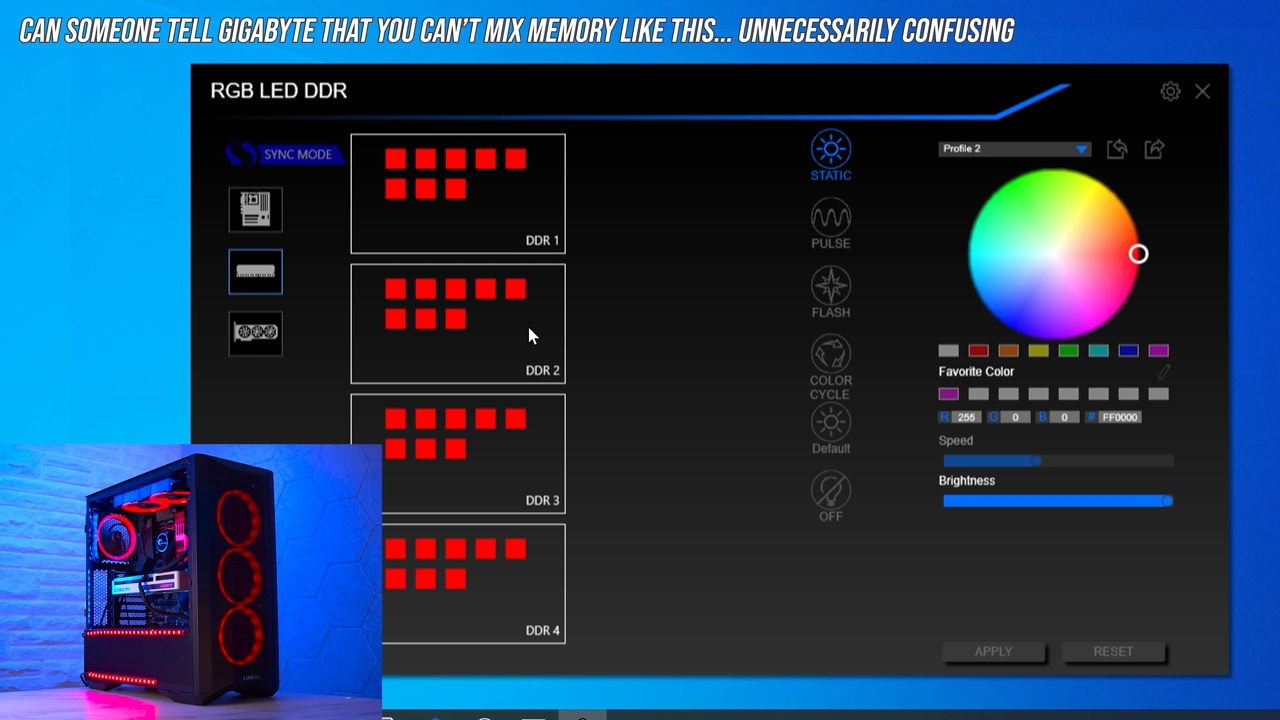 CAN SOMEONE TELL GIGABYTE THAT YOU CAN'T MIX MEMORY LIKE THIS... UNNECESSARILY CONFUSING
RGB LED DDR
SYNC MODE
DDR 1
DDR 2
DDR 3
DDR 4
STATIC
PULSE
FLASH
COLOR
CYCLE
Default
OFF
Profile 2
Favorite Color
R 255 G 0 B 0 # FF0000
Speed
Brightness
APPLY RESET
LIAN LI